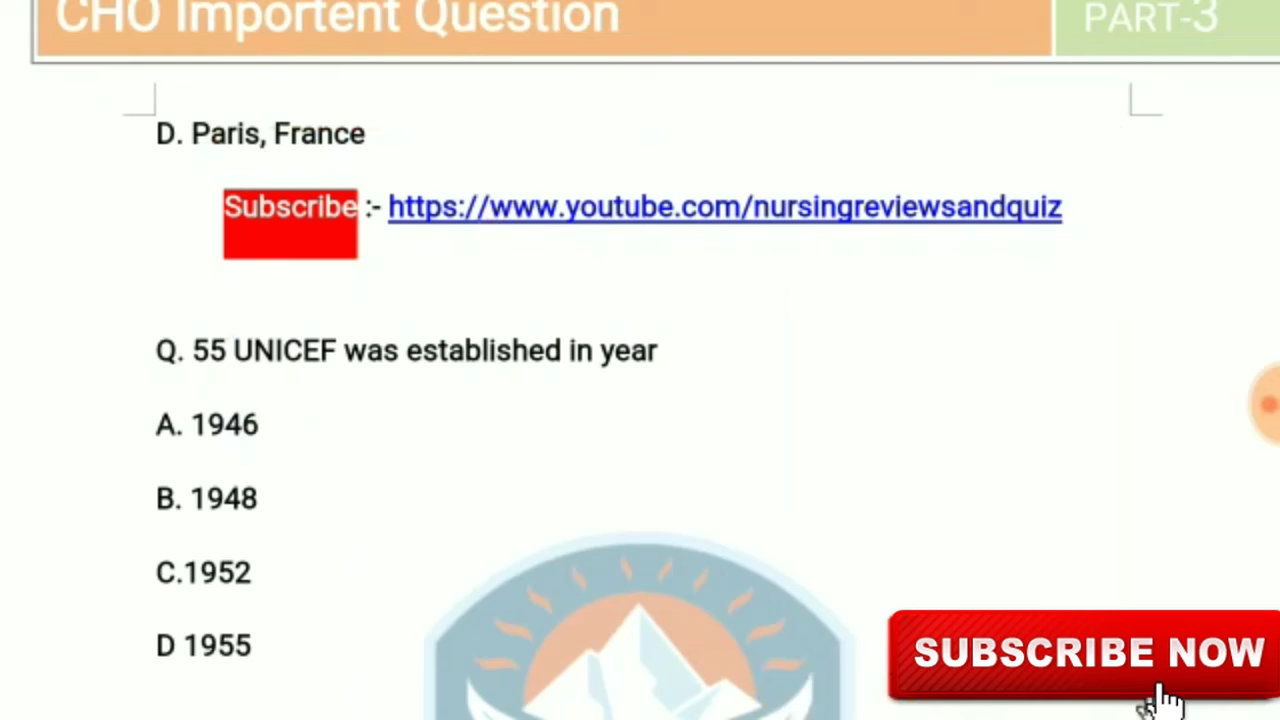 CHO Importent Question
PART-3
D. Paris, France
Subscribe :- https://www.youtube.com/nursingreviewsandquiz
Q. 55 UNICEF was established in year
A. 1946
B. 1948
C.1952
D 1955
SUBSCRIBE NOW